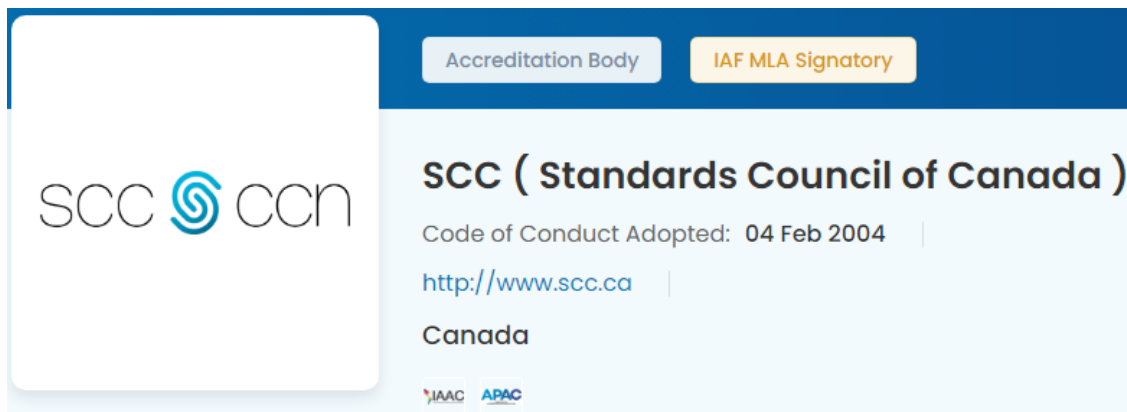 Accreditation Body
IAF MLA Signatory
scc ccn
SCC ( Standards Council of Canada )
Code of Conduct Adopted: 04 Feb 2004
http://www.scc.ca
Canada
IAAC
APAC